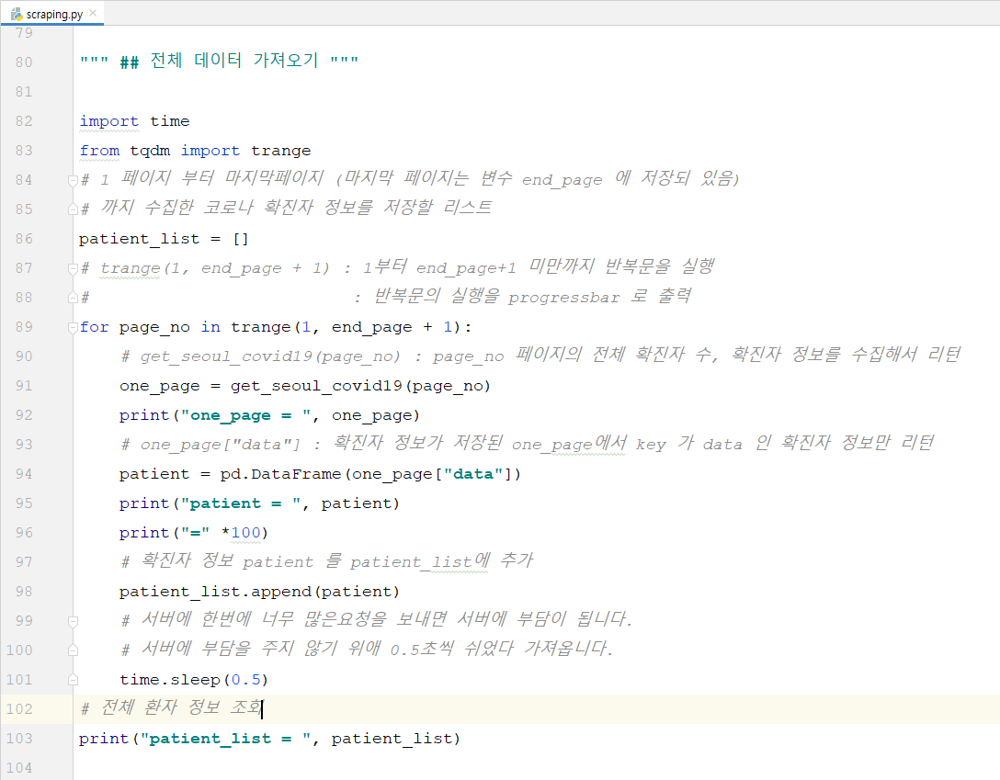 scraping.py
79
80 """ ## 전체 데이터 가져오기 """
81
82 import time
83 from tqdm import trange
84 # 1 페이지 부터 마지막페이지 (마지막 페이지는 변수 end_page 에 저장되 있음)
85 # 까지 수집한 코로나 확진자 정보를 저장할 리스트
86 patient_list = []
87 # trange(1, end_page + 1) : 1부터 end_page+1 미만까지 반복문을 실행
88 #                          : 반복문의 실행을 progressbar 로 출력
89 for page_no in trange(1, end_page + 1):
90     # get_seoul_covid19(page_no) : page_no 페이지의 전체 확진자 수, 확진자 정보를 수집해서 리턴
91     one_page = get_seoul_covid19(page_no)
92     print("one_page = ", one_page)
93     # one_page["data"] : 확진자 정보가 저장된 one_page에서 key 가 data 인 확진자 정보만 리턴
94     patient = pd.DataFrame(one_page["data"])
95     print("patient = ", patient)
96     print("=" *100)
97     # 확진자 정보 patient 를 patient_list에 추가
98     patient_list.append(patient)
99     # 서버에 한번에 너무 많은요청을 보내면 서버에 부담이 됩니다.
100     # 서버에 부담을 주지 않기 위애 0.5초씩 쉬었다 가져옵니다.
101     time.sleep(0.5)
102 # 전체 환자 정보 조회
103 print("patient_list = ", patient_list)
104